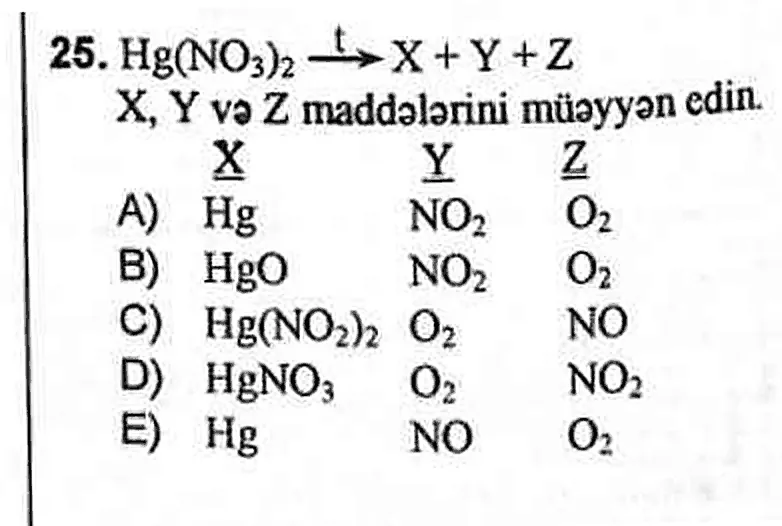 25. Hg(NO₃)₂ —t→ X + Y + Z
X, Y və Z maddələrini müəyyən edin.
X Y Z
A) Hg NO₂ O₂
B) HgO NO₂ O₂
C) Hg(NO₂)₂ O₂ NO
D) HgNO₃ O₂ NO₂
E) Hg NO O₂